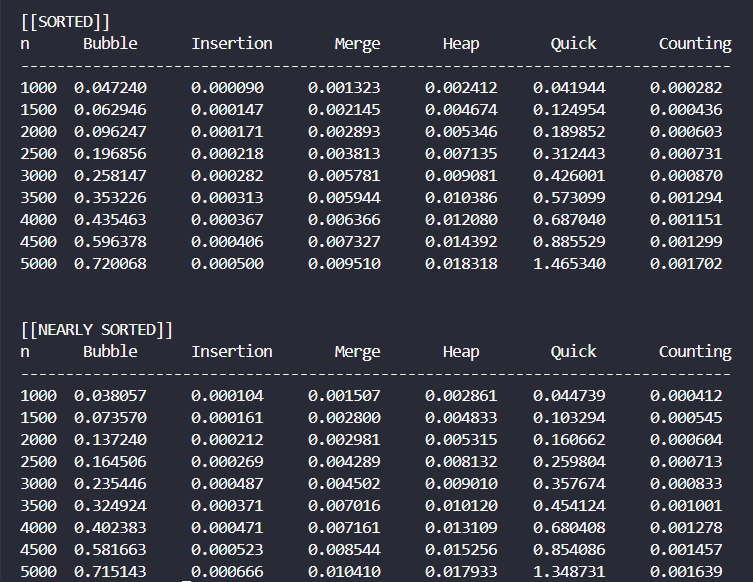 [[SORTED]]
n Bubble Insertion Merge Heap Quick Counting
--------------------------------------------------------------------------------
1000 0.047240 0.000090 0.001323 0.002412 0.041944 0.000282
1500 0.062946 0.000147 0.002145 0.004674 0.124954 0.000436
2000 0.096247 0.000171 0.002893 0.005346 0.189852 0.000603
2500 0.196856 0.000218 0.003813 0.007135 0.312443 0.000731
3000 0.258147 0.000282 0.005781 0.009081 0.426001 0.000870
3500 0.353226 0.000313 0.005944 0.010386 0.573099 0.001294
4000 0.435463 0.000367 0.006366 0.012080 0.687040 0.001151
4500 0.596378 0.000406 0.007327 0.014392 0.885529 0.001299
5000 0.720068 0.000500 0.009510 0.018318 1.465340 0.001702
[[NEARLY SORTED]]
n Bubble Insertion Merge Heap Quick Counting
--------------------------------------------------------------------------------
1000 0.038057 0.000104 0.001507 0.002861 0.044739 0.000412
1500 0.073570 0.000161 0.002800 0.004833 0.103294 0.000545
2000 0.137240 0.000212 0.002981 0.005315 0.160662 0.000604
2500 0.164506 0.000269 0.004289 0.008132 0.259804 0.000713
3000 0.235446 0.000487 0.004502 0.009010 0.357674 0.000833
3500 0.324924 0.000371 0.007016 0.010120 0.454124 0.001001
4000 0.402383 0.000471 0.007161 0.013109 0.680408 0.001278
4500 0.581663 0.000523 0.008544 0.015256 0.854086 0.001457
5000 0.715143 0.000666 0.010410 0.017933 1.348731 0.001639